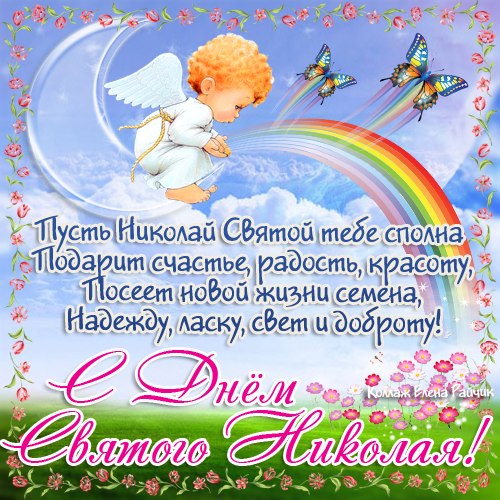 Пусть Николай Святой тебе сполна
Подарит счастье, радость, красоту,
Посеет новой жизни семена,
Надежду, ласку, свет и доброту!
С Днём
Коллаж Елена Райчик
Святого Николая!